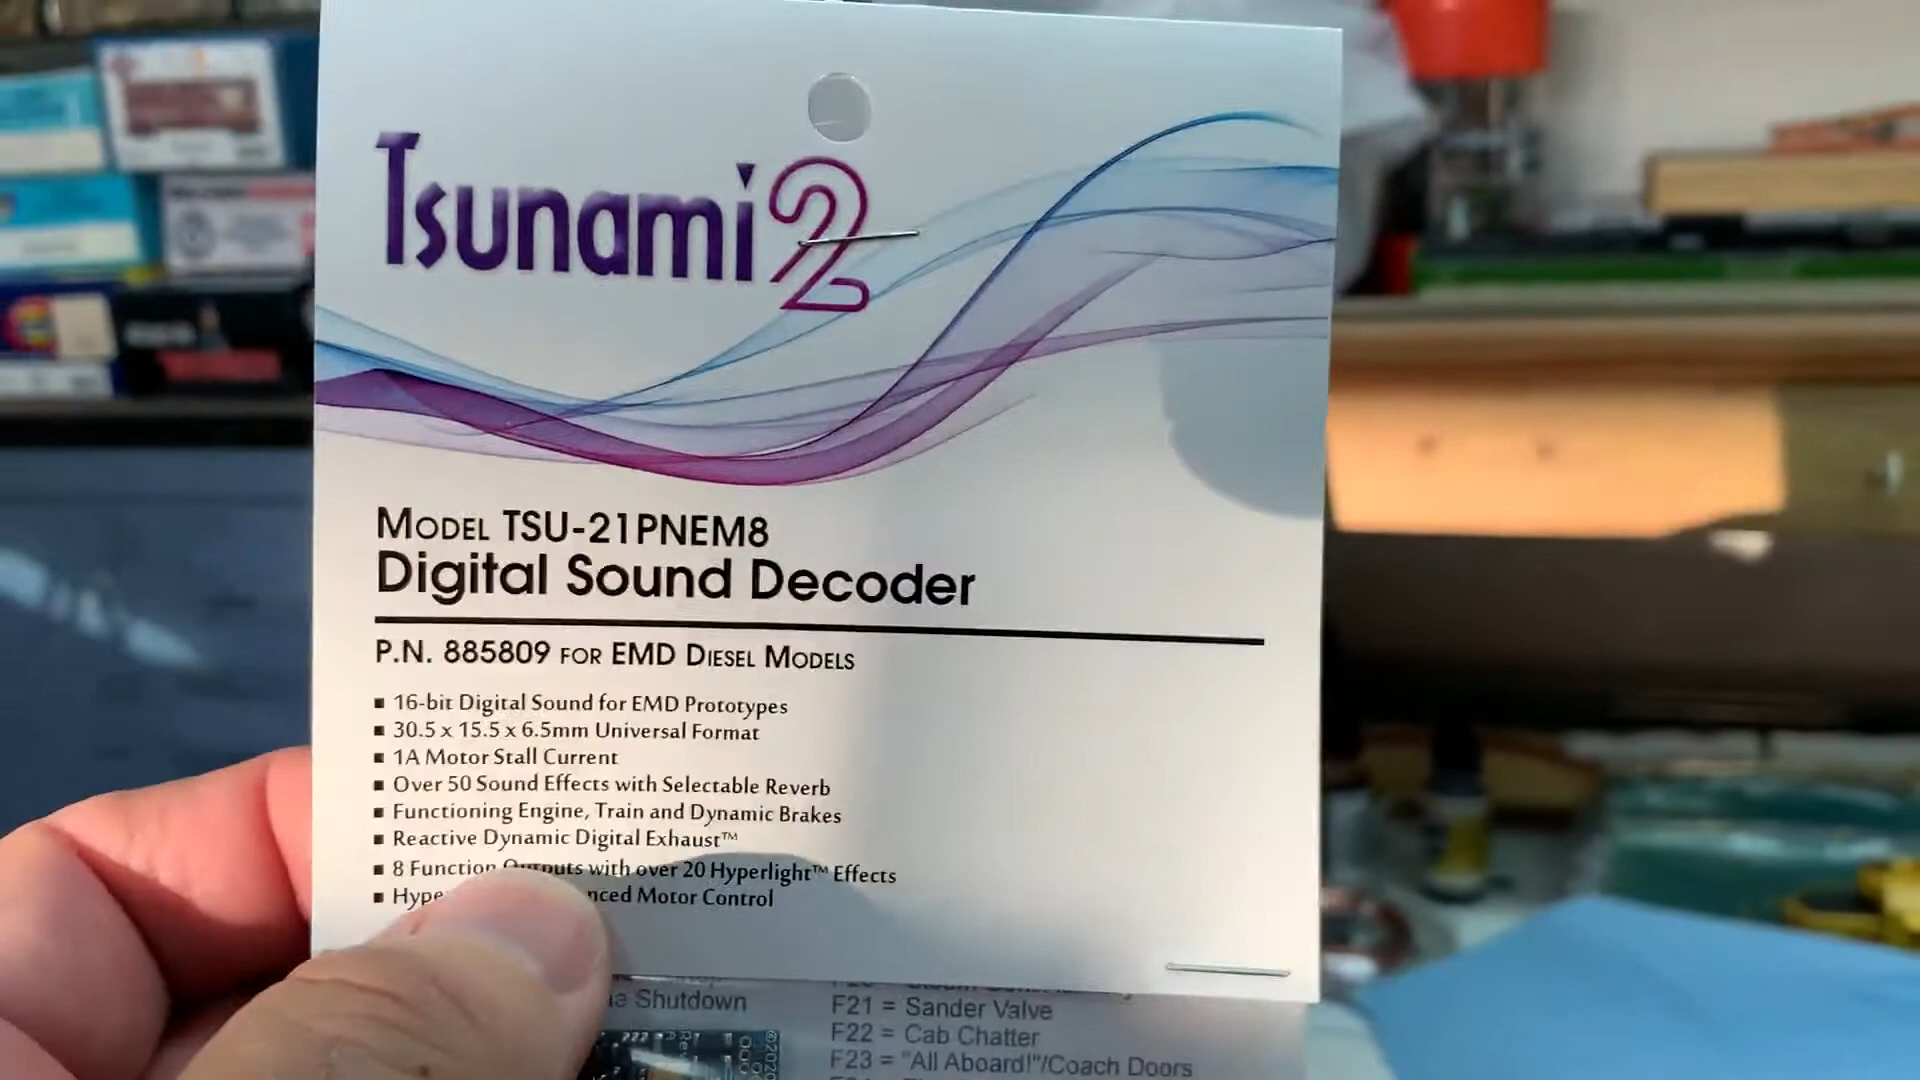 Tsunami2
MODEL TSU-21PNEM8
Digital Sound Decoder
P.N. 885809 FOR EMD DIESEL MODELS
▪ 16-bit Digital Sound for EMD Prototypes
▪ 30.5 x 15.5 x 6.5mm Universal Format
▪ 1A Motor Stall Current
▪ Over 50 Sound Effects with Selectable Reverb
▪ Functioning Engine, Train and Dynamic Brakes
▪ Reactive Dynamic Digital Exhaust™
▪ 8 Function Outputs with over 20 Hyperlight™ Effects
▪ Motor Control
Shutdown
F21 = Sander Valve
F22 = Cab Chatter
F23 = "All Aboard!"/Coach Doors